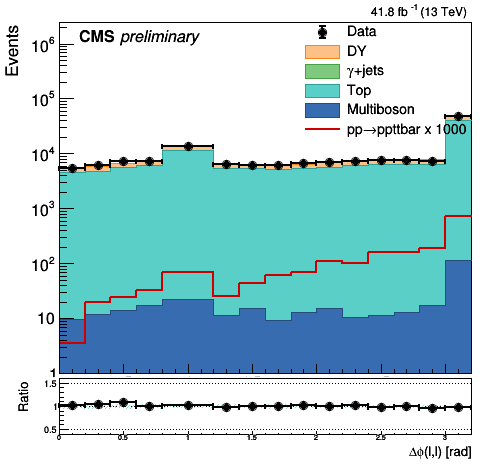 41.8 fb⁻¹ (13 TeV)
CMS preliminary
Data
DY
γ+jets
Top
Multiboson
pp→ppttbar x 1000
Events
10⁶
10⁵
10⁴
10³
10²
10
1
Ratio
1.5
1
0.5
0 0.5 1 1.5 2 2.5 3
Δϕ(l,l) [rad]